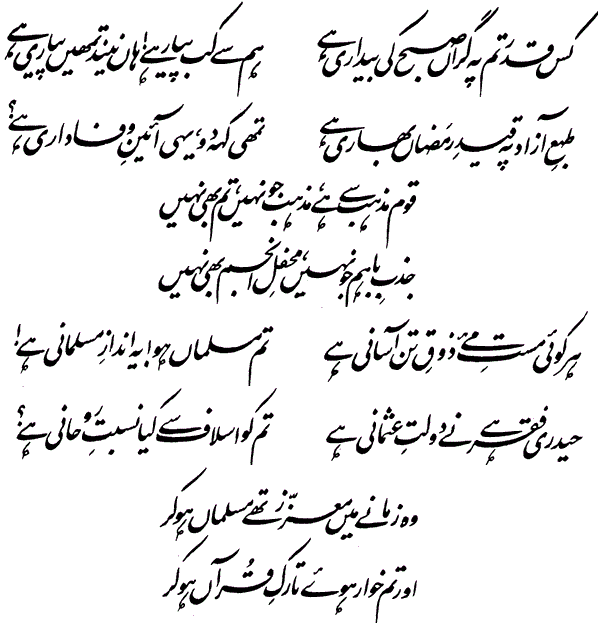 کس قدر تم پہ گراں صبح کی بیداری ہے ہم سے کب پیار ہے! ہاں نیند تمھیں پیاری ہے
طبعِ آزاد پہ قیدِ رمضاں بھاری ہے تمھی کہہ دو، یہی آئینِ وفاداری ہے؟
قوم مذہب سے ہے، مذہب جو نہیں، تم بھی نہیں
جذبِ باہم جو نہیں، محفلِ انجم بھی نہیں
ہر کوئی مستِ مئے ذوقِ تن آسانی ہے تم مسلماں ہو! یہ اندازِ مسلمانی ہے!
حیدری فقر ہے نے دولتِ عثمانی ہے تم کو اسلاف سے کیا نسبتِ روحانی ہے؟
وہ زمانے میں معزّز تھے مسلماں ہو کر
اور تم خوار ہوئے تارکِ قُرآں ہو کر